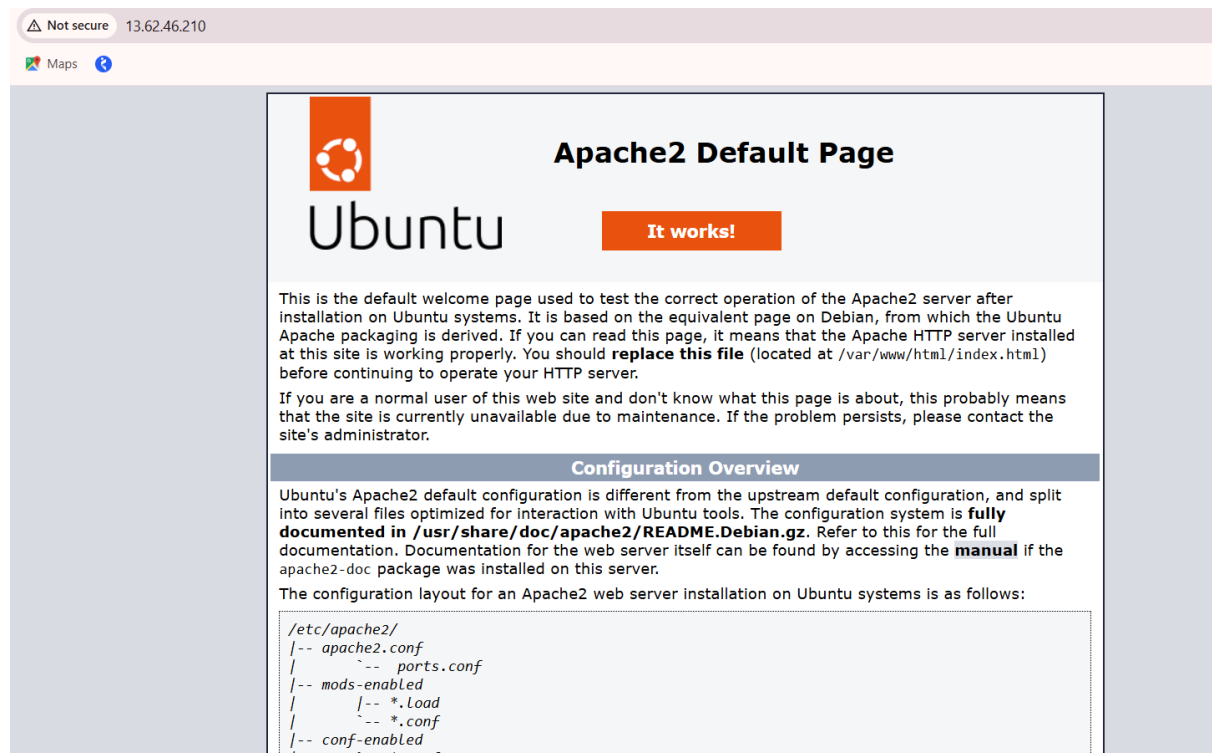 Not secure 13.62.46.210
Maps
Apache2 Default Page
Ubuntu
It works!
This is the default welcome page used to test the correct operation of the Apache2 server after
installation on Ubuntu systems. It is based on the equivalent page on Debian, from which the Ubuntu
Apache packaging is derived. If you can read this page, it means that the Apache HTTP server installed
at this site is working properly. You should replace this file (located at /var/www/html/index.html)
before continuing to operate your HTTP server.
If you are a normal user of this web site and don't know what this page is about, this probably means
that the site is currently unavailable due to maintenance. If the problem persists, please contact the
site's administrator.
Configuration Overview
Ubuntu's Apache2 default configuration is different from the upstream default configuration, and split
into several files optimized for interaction with Ubuntu tools. The configuration system is fully
documented in /usr/share/doc/apache2/README.Debian.gz. Refer to this for the full
documentation. Documentation for the web server itself can be found by accessing the manual if the
apache2-doc package was installed on this server.
The configuration layout for an Apache2 web server installation on Ubuntu systems is as follows:
/etc/apache2/
|-- apache2.conf
|       `--  ports.conf
|-- mods-enabled
|       |-- *.load
|       `-- *.conf
|-- conf-enabled